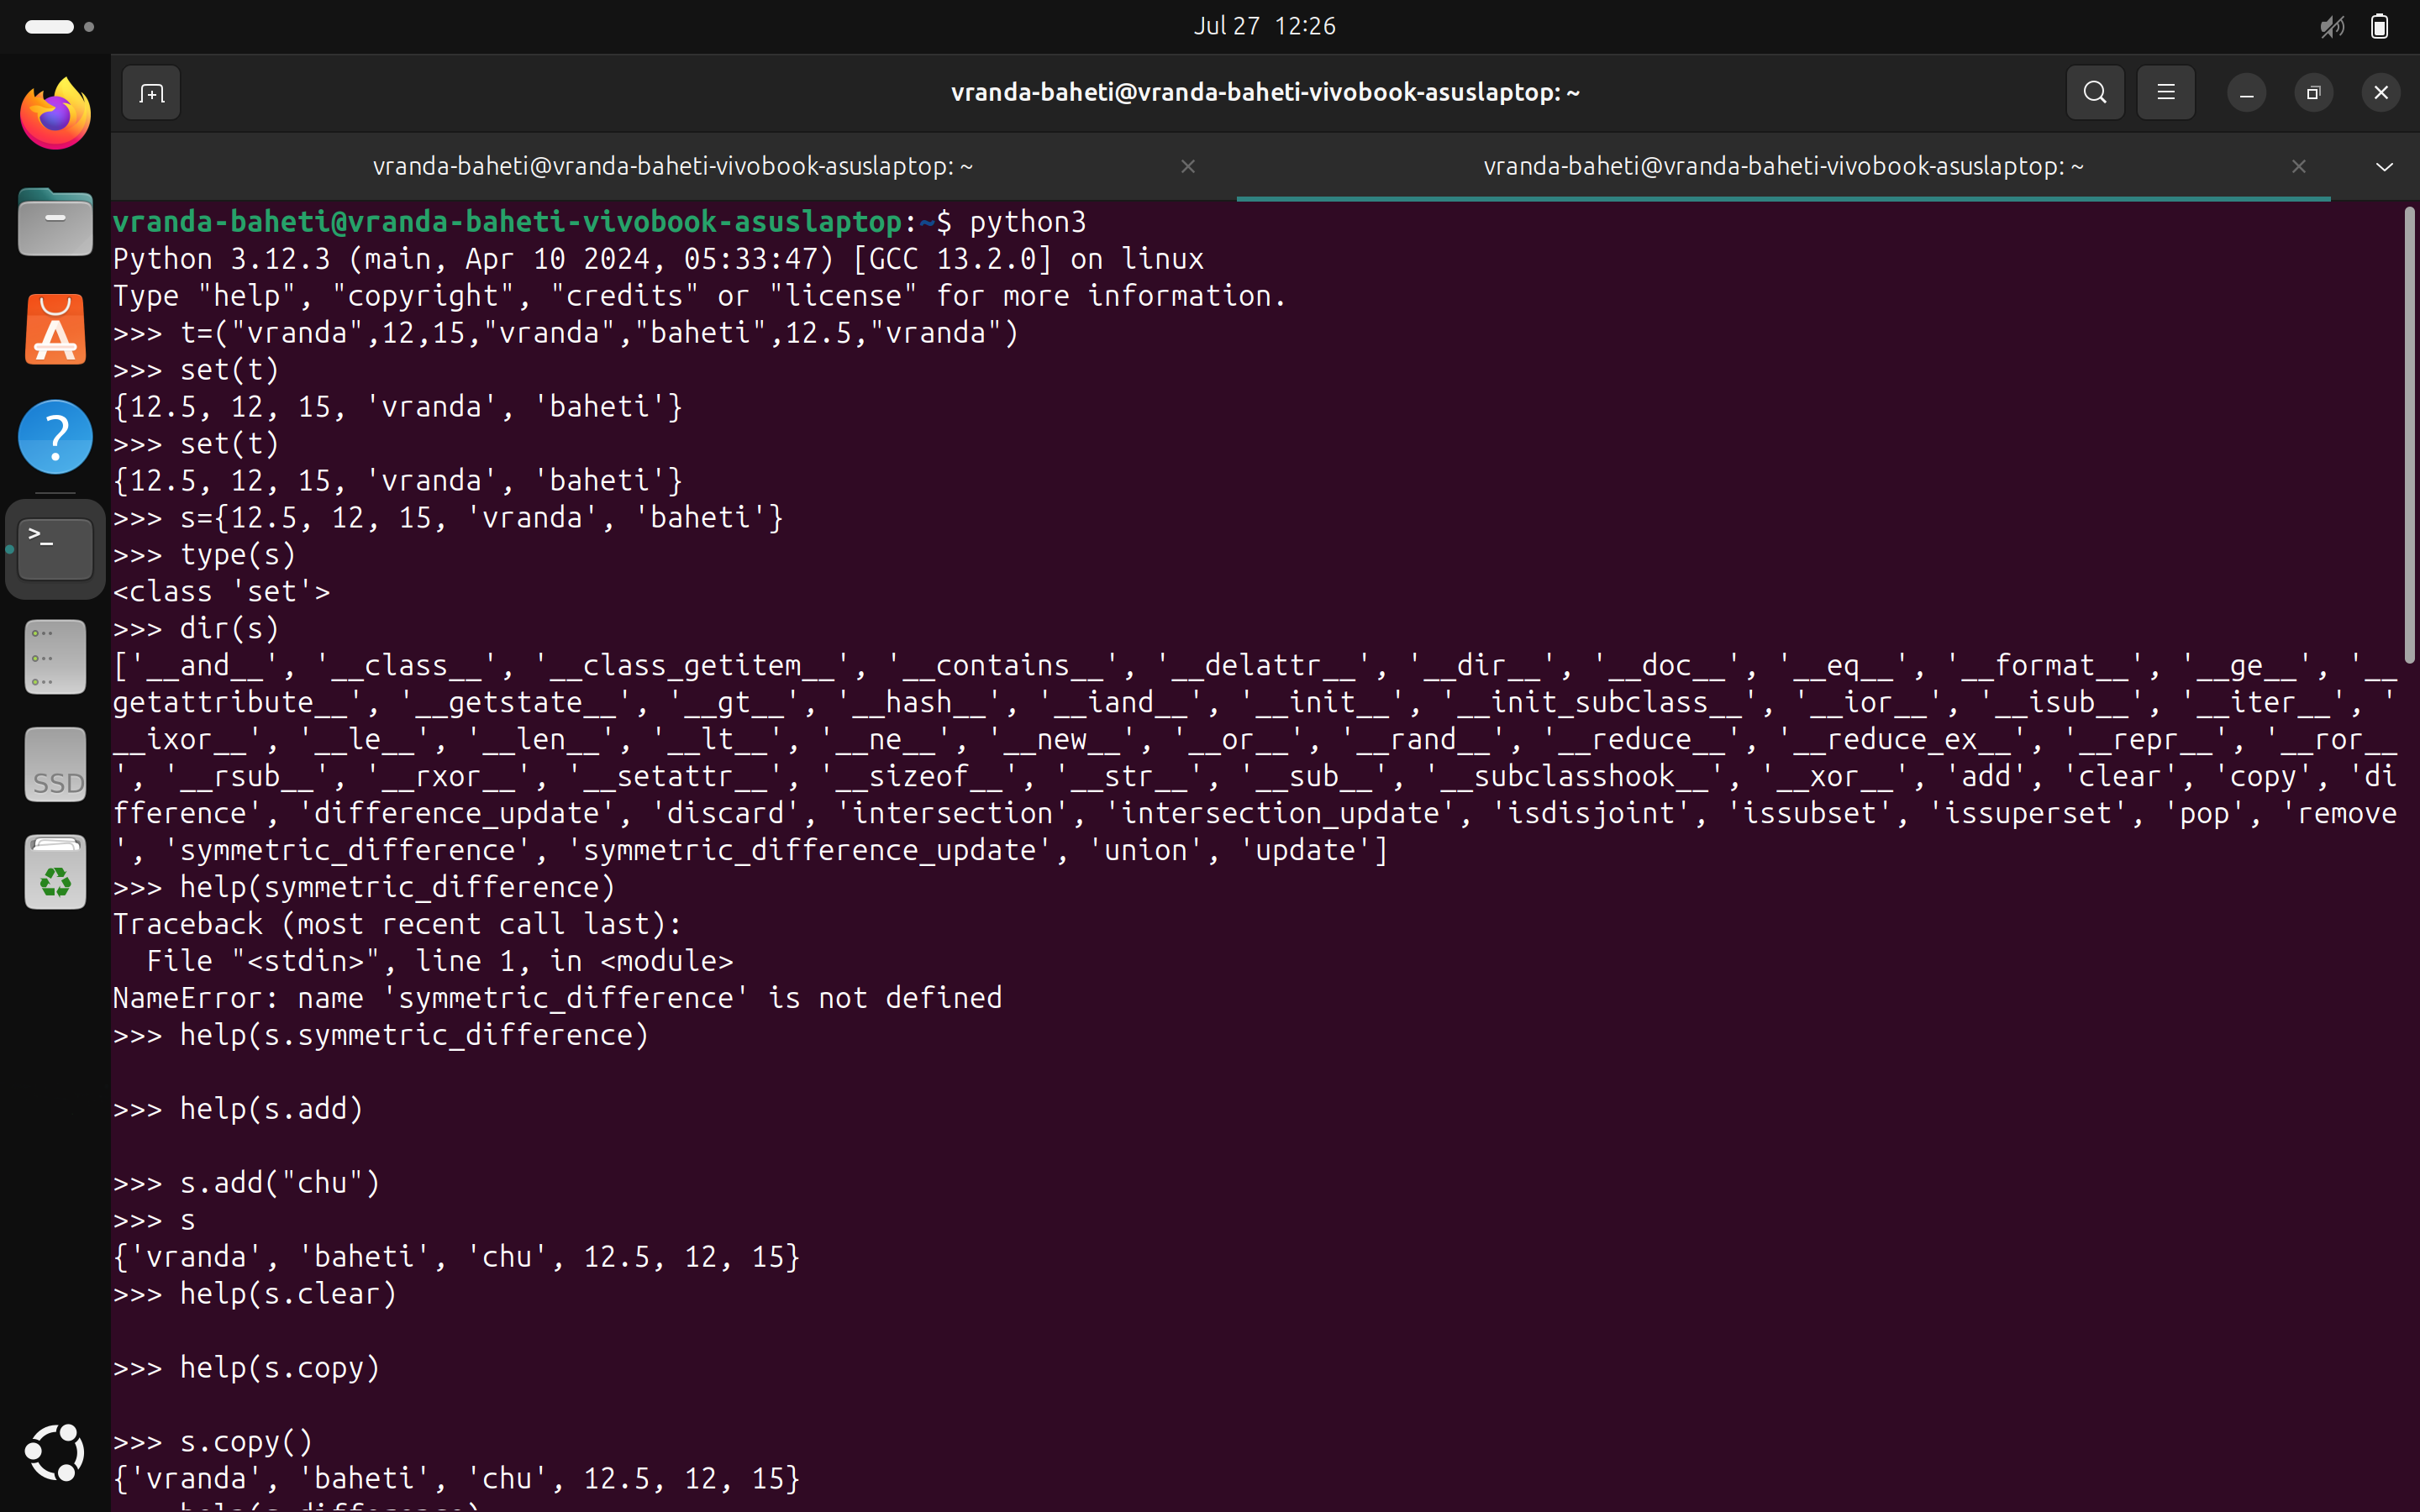 Jul 27 12:26
vranda-baheti@vranda-baheti-vivobook-asuslaptop: ~
vranda-baheti@vranda-baheti-vivobook-asuslaptop: ~
vranda-baheti@vranda-baheti-vivobook-asuslaptop: ~
vranda-baheti@vranda-baheti-vivobook-asuslaptop:~$ python3
Python 3.12.3 (main, Apr 10 2024, 05:33:47) [GCC 13.2.0] on linux
Type "help", "copyright", "credits" or "license" for more information.
>>> t=("vranda",12,15,"vranda","baheti",12.5,"vranda")
>>> set(t)
{12.5, 12, 15, 'vranda', 'baheti'}
>>> set(t)
{12.5, 12, 15, 'vranda', 'baheti'}
>>> s={12.5, 12, 15, 'vranda', 'baheti'}
>>> type(s)
<class 'set'>
>>> dir(s)
['__and__', '__class__', '__class_getitem__', '__contains__', '__delattr__', '__dir__', '__doc__', '__eq__', '__format__', '__ge__', '__
getattribute__', '__getstate__', '__gt__', '__hash__', '__iand__', '__init__', '__init_subclass__', '__ior__', '__isub__', '__iter__', '
__ixor__', '__le__', '__len__', '__lt__', '__ne__', '__new__', '__or__', '__rand__', '__reduce__', '__reduce_ex__', '__repr__', '__ror__
', '__rsub__', '__rxor__', '__setattr__', '__sizeof__', '__str__', '__sub__', '__subclasshook__', '__xor__', 'add', 'clear', 'copy', 'di
fference', 'difference_update', 'discard', 'intersection', 'intersection_update', 'isdisjoint', 'issubset', 'issuperset', 'pop', 'remove
', 'symmetric_difference', 'symmetric_difference_update', 'union', 'update']
>>> help(symmetric_difference)
Traceback (most recent call last):
  File "<stdin>", line 1, in <module>
NameError: name 'symmetric_difference' is not defined
>>> help(s.symmetric_difference)
>>> help(s.add)
>>> s.add("chu")
>>> s
{'vranda', 'baheti', 'chu', 12.5, 12, 15}
>>> help(s.clear)
>>> help(s.copy)
>>> s.copy()
{'vranda', 'baheti', 'chu', 12.5, 12, 15}
SSD